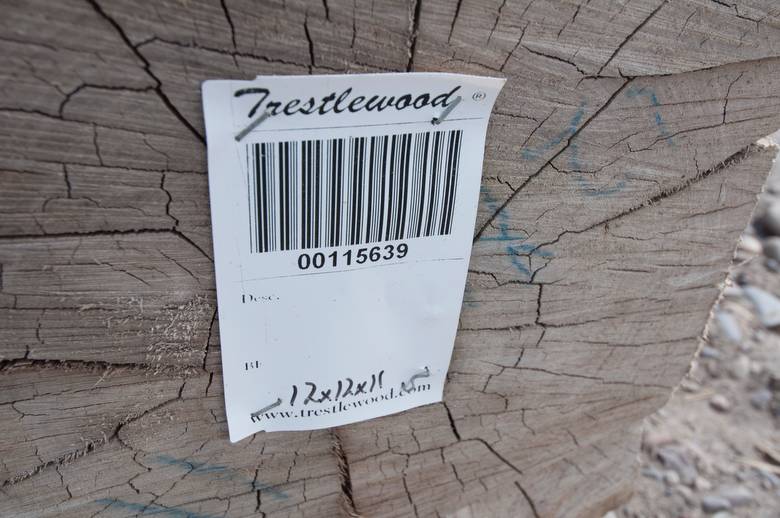 Trestlewood ®
00115639
Desc.
BF
12x12x11
www.trestlewood.com